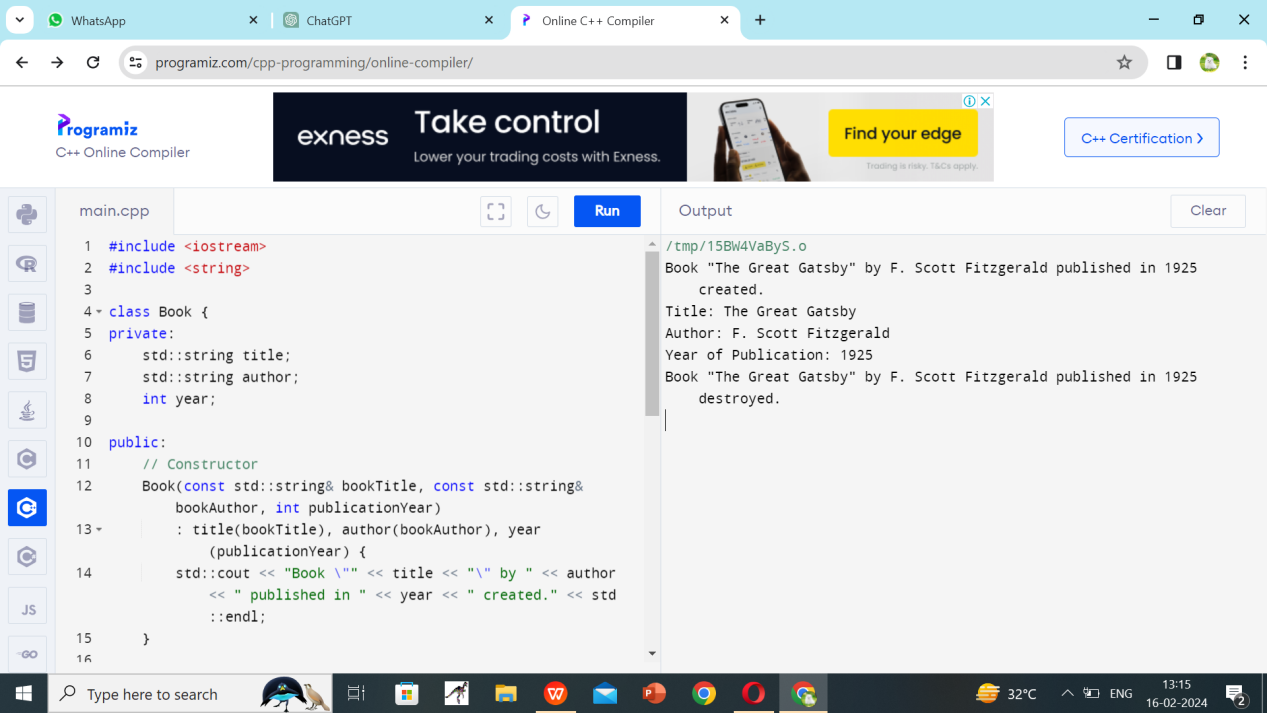 WhatsApp
ChatGPT
Online C++ Compiler
programiz.com/cpp-programming/online-compiler/
Programiz
C++ Online Compiler
exness
Take control
Lower your trading costs with Exness.
Find your edge
Trading is risky. T&Cs apply.
C++ Certification
main.cpp
Run
Output
Clear
1 #include <iostream>
2 #include <string>
3
4 class Book {
5 private:
6 std::string title;
7 std::string author;
8 int year;
9
10 public:
11 // Constructor
12 Book(const std::string& bookTitle, const std::string&
bookAuthor, int publicationYear)
13 : title(bookTitle), author(bookAuthor), year
(publicationYear) {
14 std::cout << "Book \"" << title << "\" by " << author
<< " published in " << year << " created." << std
::endl;
15 }
16
/tmp/15BW4VaByS.o
Book "The Great Gatsby" by F. Scott Fitzgerald published in 1925
created.
Title: The Great Gatsby
Author: F. Scott Fitzgerald
Year of Publication: 1925
Book "The Great Gatsby" by F. Scott Fitzgerald published in 1925
destroyed.
JS
GO
Type here to search
32°C
ENG
13:15
16-02-2024
2